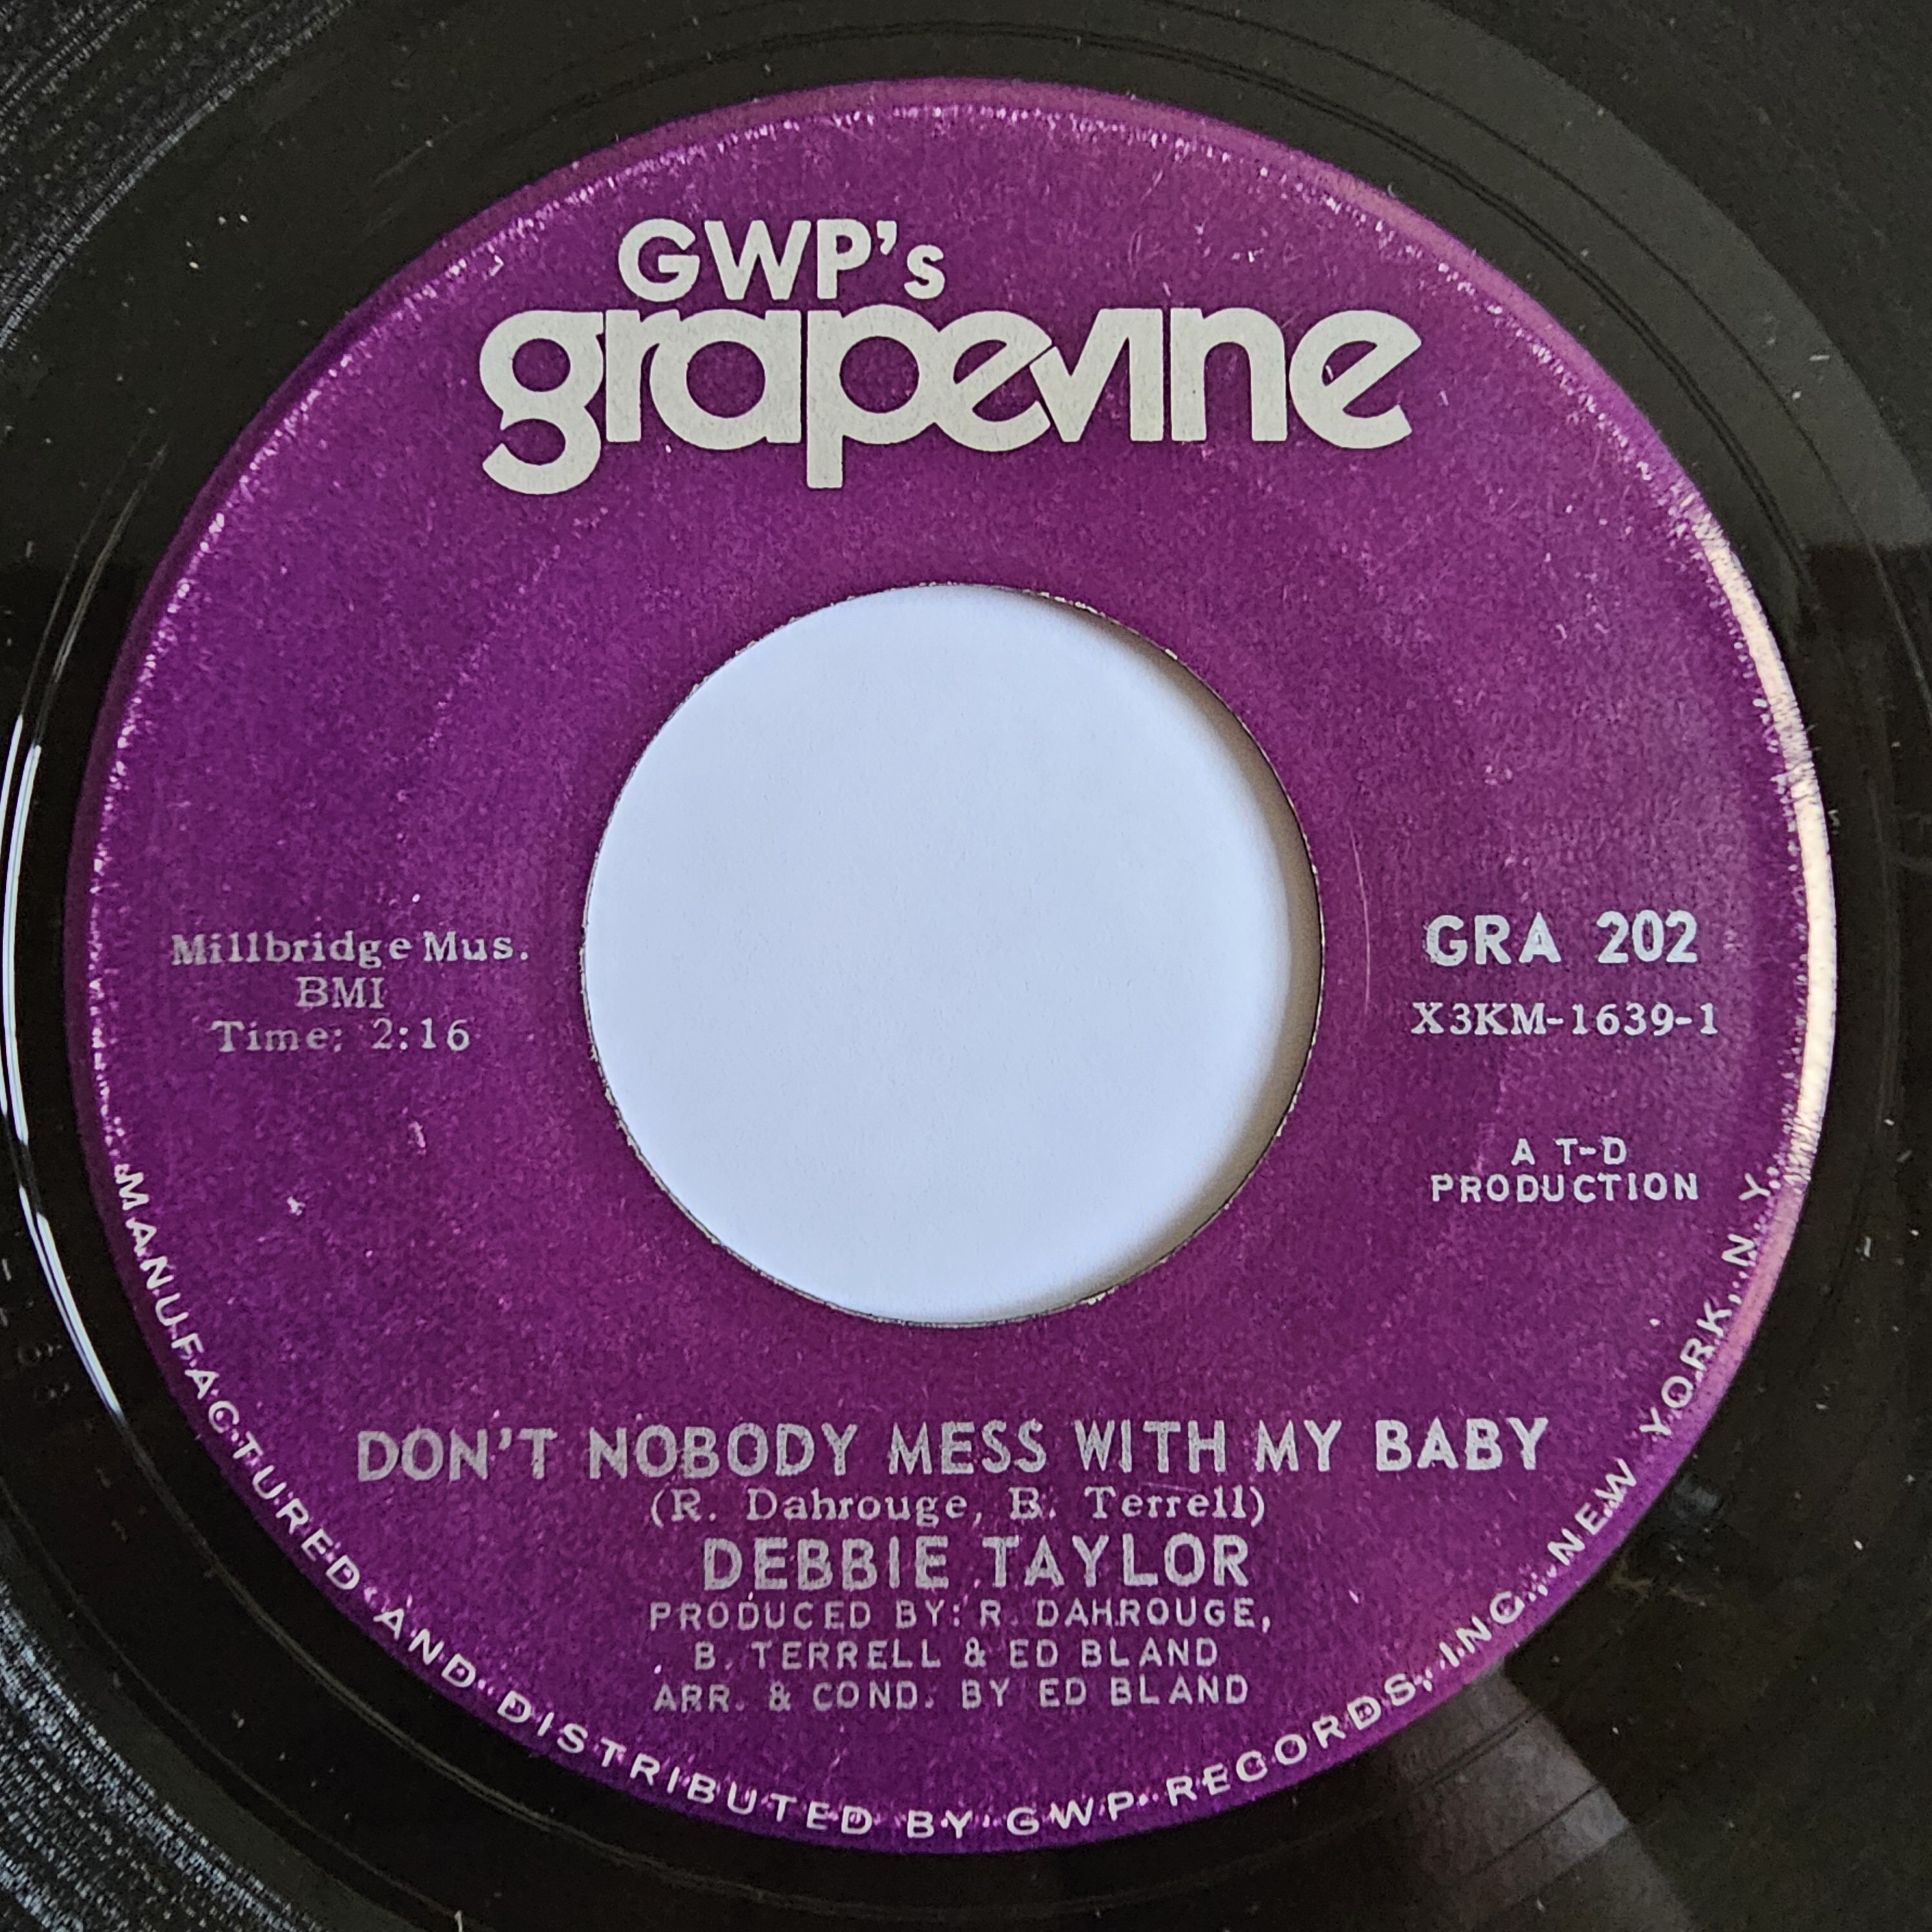 GWP's
grapevine
Millbridge Mus.
BMI
Time: 2:16
GRA 202
X3KM-1639-1
A T-D
PRODUCTION
DON'T NOBODY MESS WITH MY BABY
(R. Dahrouge, B. Terrell)
DEBBIE TAYLOR
PRODUCED BY: R. DAHROUGE,
B. TERRELL & ED BLAND
ARR. & COND. BY ED BLAND
MANUFACTURED AND DISTRIBUTED BY GWP RECORDS, INC., NEW YORK, N.Y.